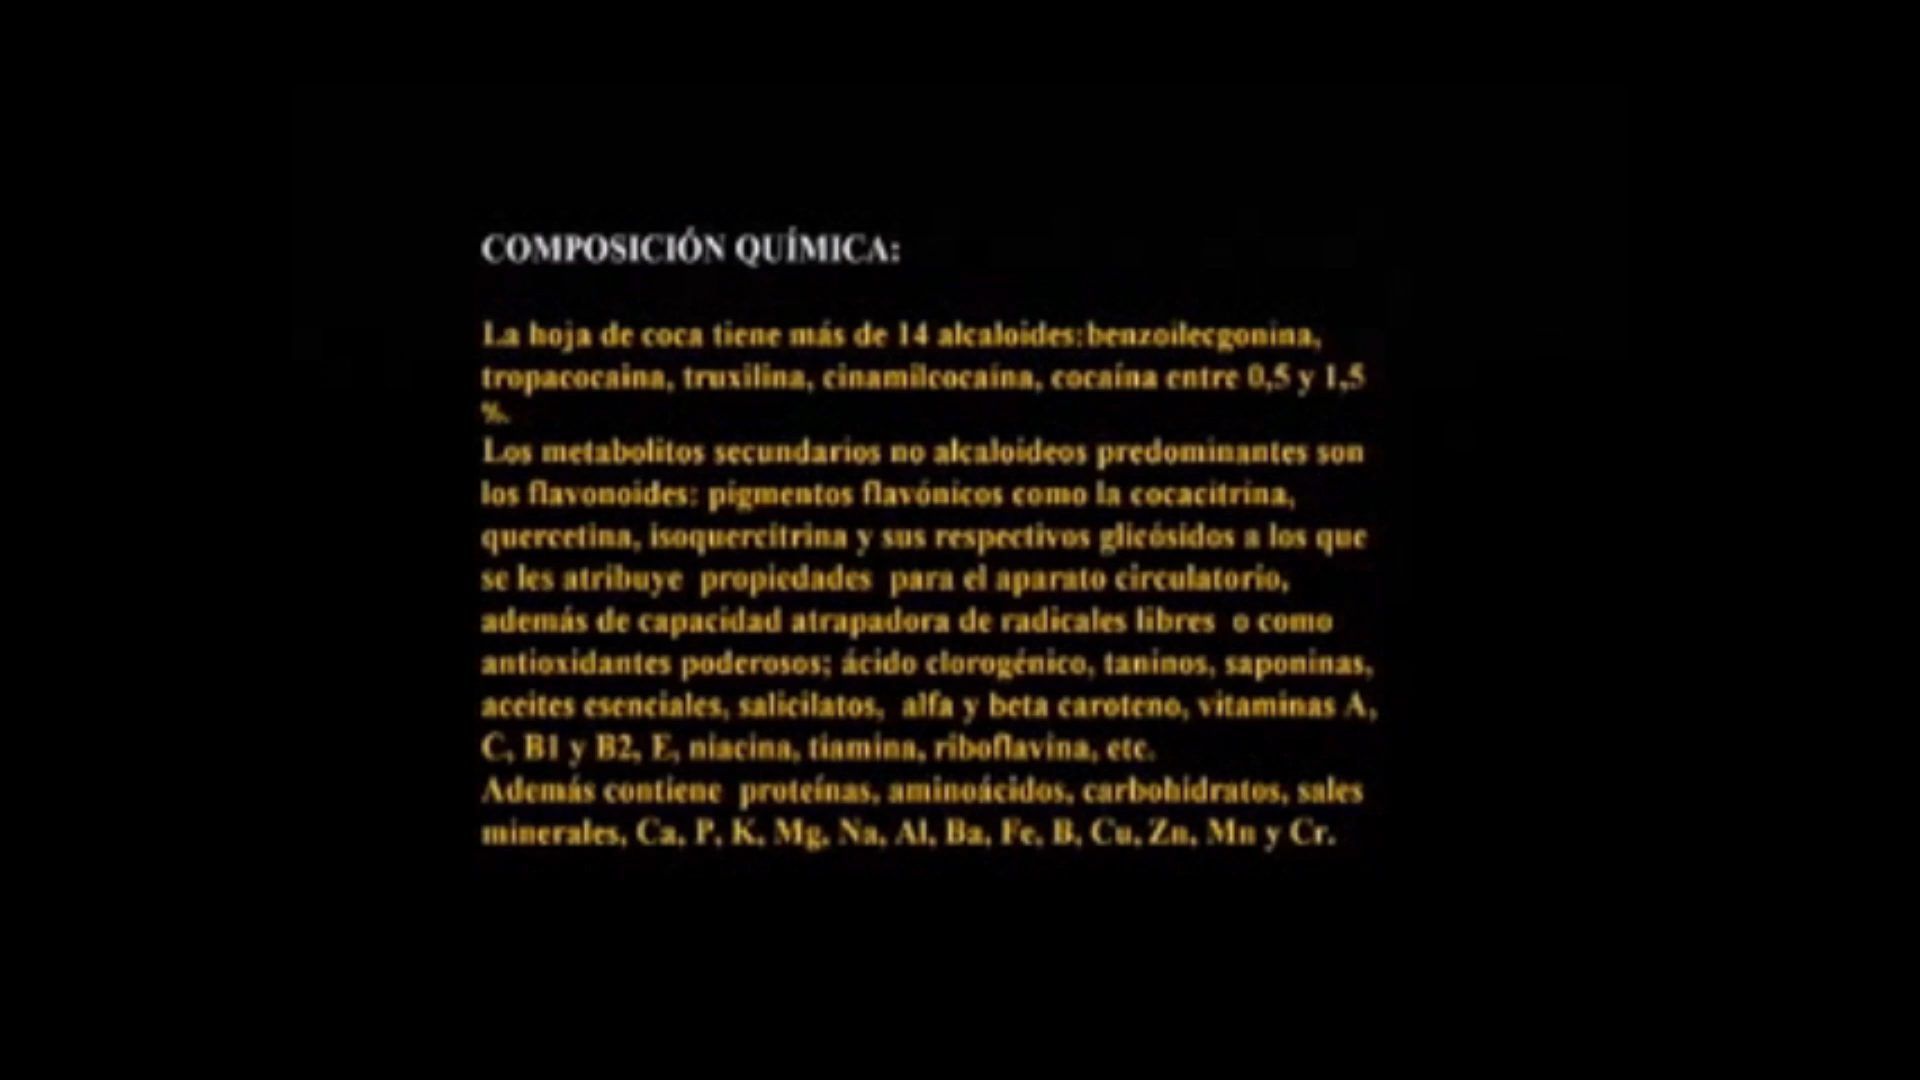 COMPOSICIÓN QUÍMICA:
La hoja de coca tiene más de 14 alcaloides:benzoilecgonina,
tropacocaina, truxilina, cinamilcocaína, cocaína entre 0,5 y 1,5
%.
Los metabolitos secundarios no alcaloideos predominantes son
los flavonoides: pigmentos flavónicos como la cocacitrina,
quercetina, isoquercitrina y sus respectivos glicósidos a los que
se les atribuye propiedades para el aparato circulatorio,
además de capacidad atrapadora de radicales libres o como
antioxidantes poderosos; ácido clorogénico, taninos, saponinas,
aceites esenciales, salicilatos, alfa y beta caroteno, vitaminas A,
C, B1 y B2, E, niacina, tiamina, riboflavina, etc.
Además contiene proteínas, aminoácidos, carbohidratos, sales
minerales, Ca, P, K, Mg, Na, Al, Ba, Fe, B, Cu, Zn, Mn y Cr.